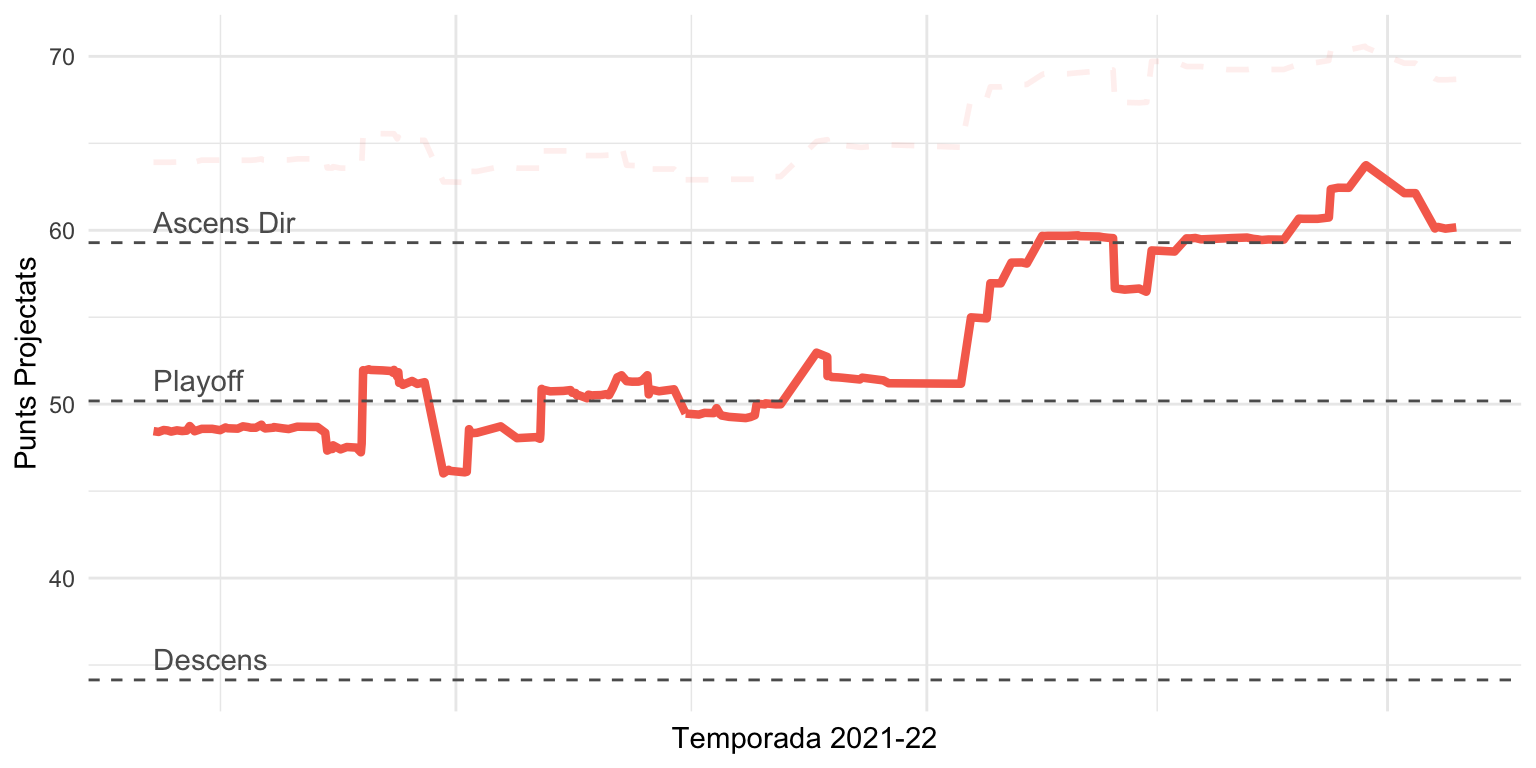 70
60
50
40
Punts Projectats
Ascens Dir
Playoff
Descens
Temporada 2021-22